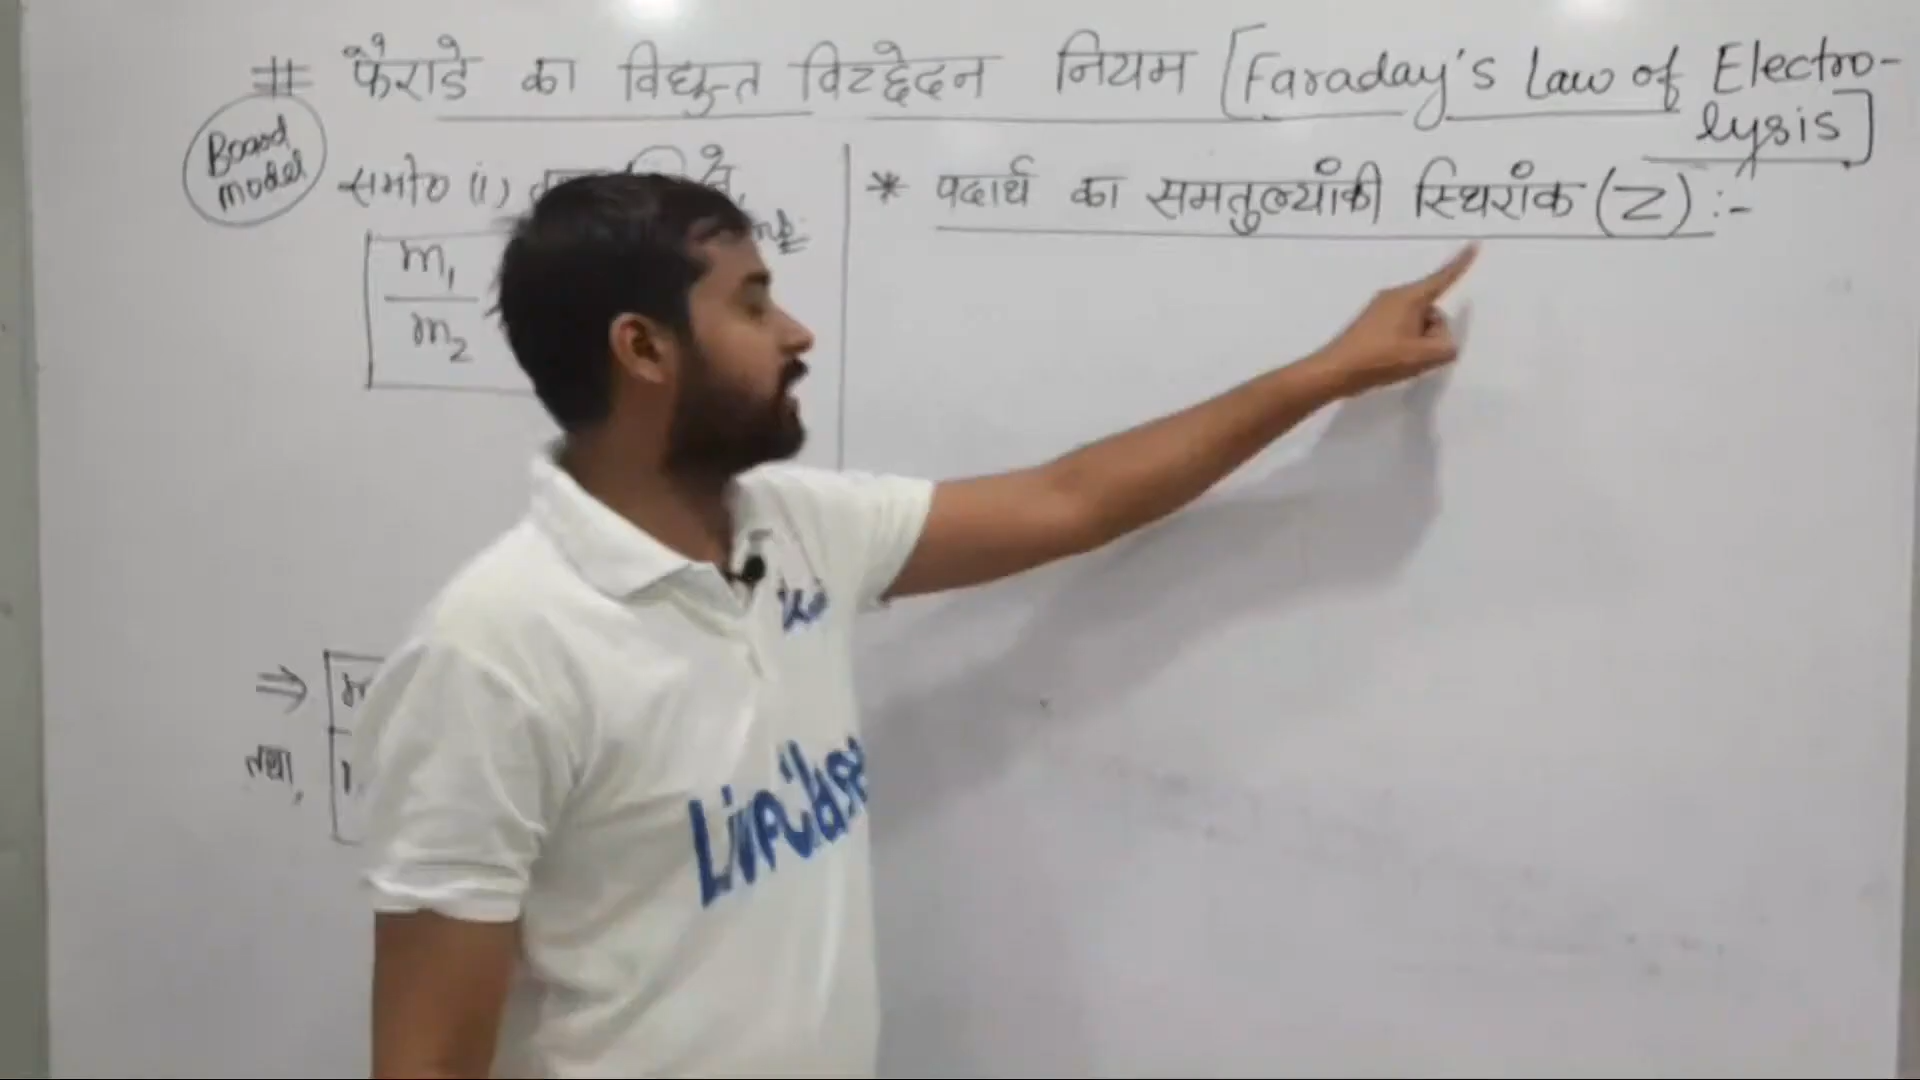 # फैराडे का विद्युत विच्छेदन नियम [Faraday's Law of Electro-
lysis]
Board
model
समी० (i)
* पदार्थ का समतुल्यांकी स्थिरांक (Z) :-
m₁
m₂
⇒
तथा,